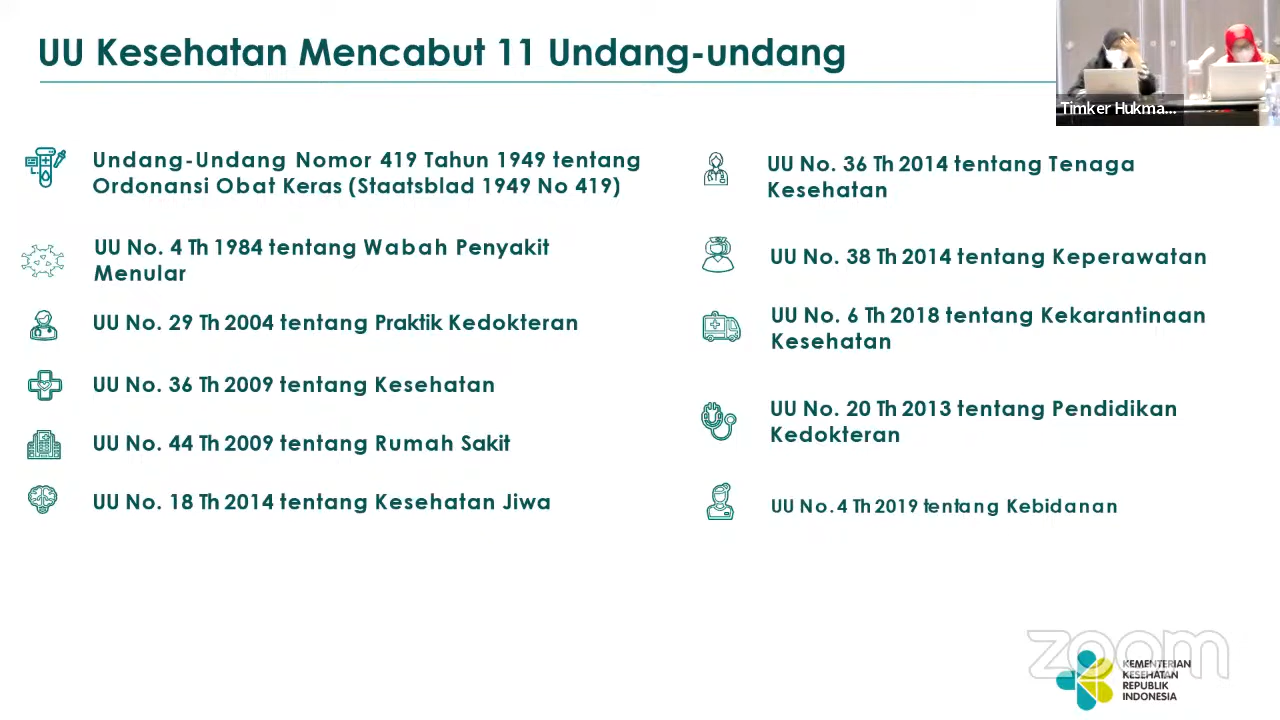 UU Kesehatan Mencabut 11 Undang-undang
Timker Hukma...
Undang-Undang Nomor 419 Tahun 1949 tentang
Ordonansi Obat Keras (Staatsblad 1949 No 419)
UU No. 4 Th 1984 tentang Wabah Penyakit
Menular
UU No. 29 Th 2004 tentang Praktik Kedokteran
UU No. 36 Th 2009 tentang Kesehatan
UU No. 44 Th 2009 tentang Rumah Sakit
UU No. 18 Th 2014 tentang Kesehatan Jiwa
UU No. 36 Th 2014 tentang Tenaga
Kesehatan
UU No. 38 Th 2014 tentang Keperawatan
UU No. 6 Th 2018 tentang Kekarantinaan
Kesehatan
UU No. 20 Th 2013 tentang Pendidikan
Kedokteran
UU No. 4 Th 2019 tentang Kebidanan
zoom
KEMENTERIAN
KESEHATAN
REPUBLIK
INDONESIA